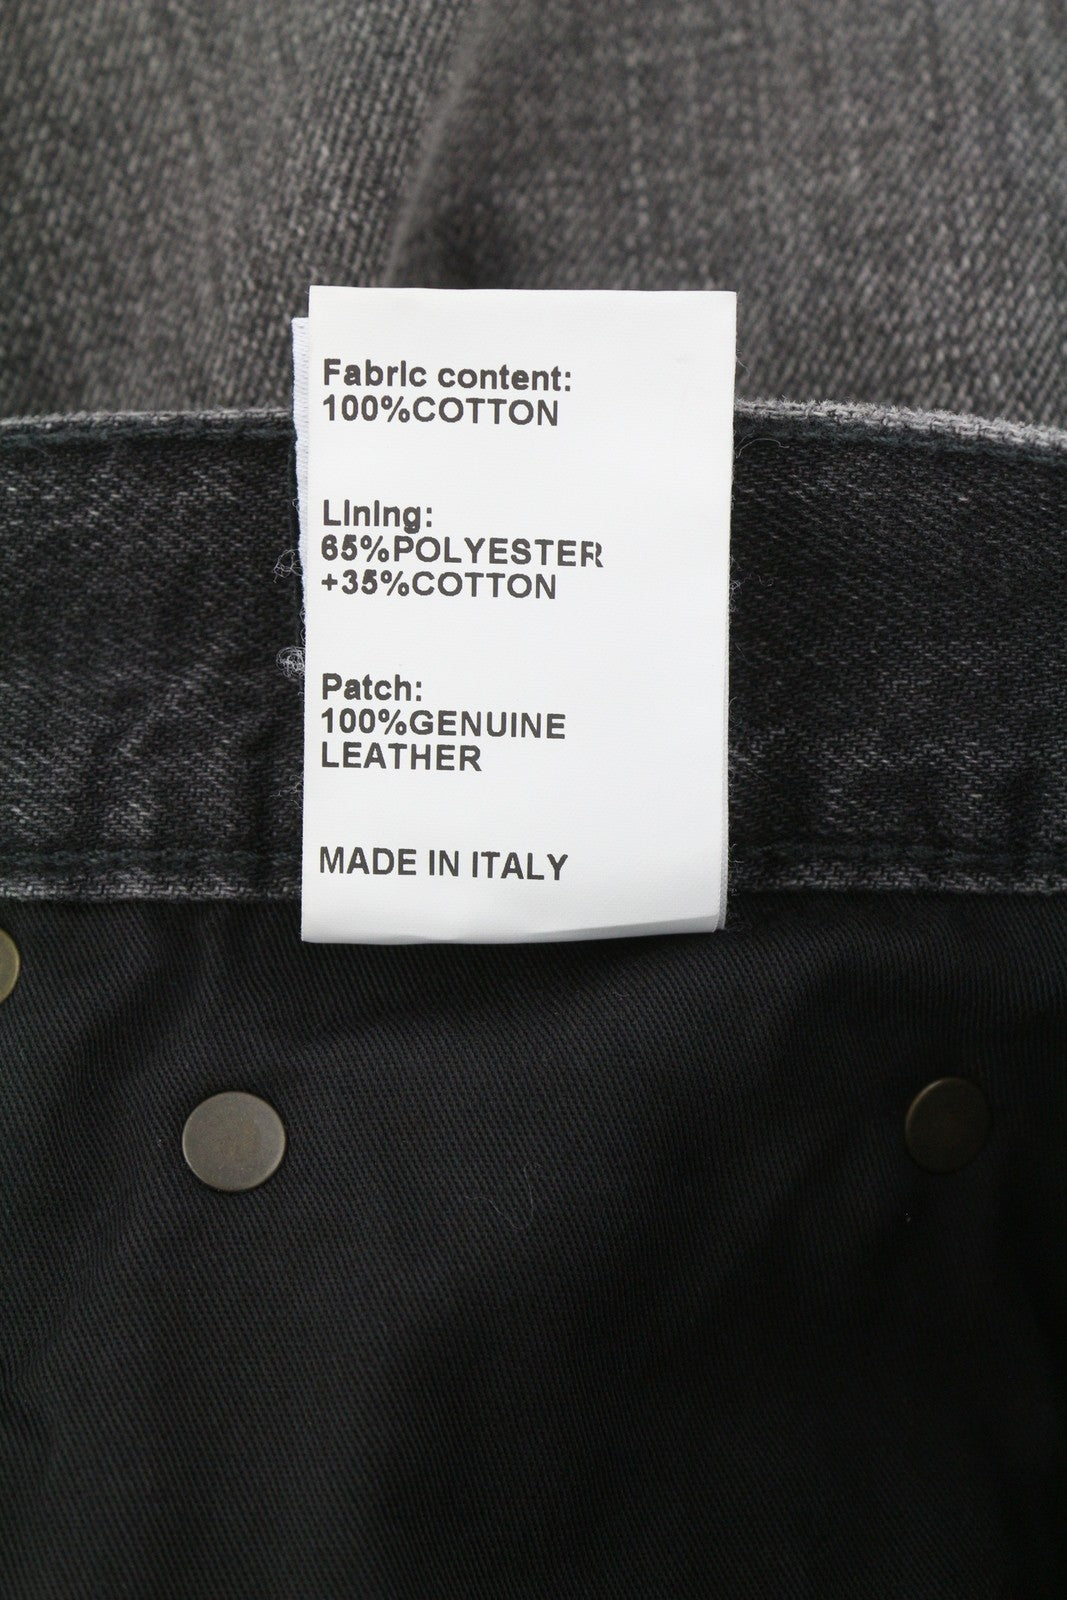 Fabric content:
100%COTTON
Lining:
65%POLYESTER
+35%COTTON
Patch:
100%GENUINE
LEATHER
MADE IN ITALY